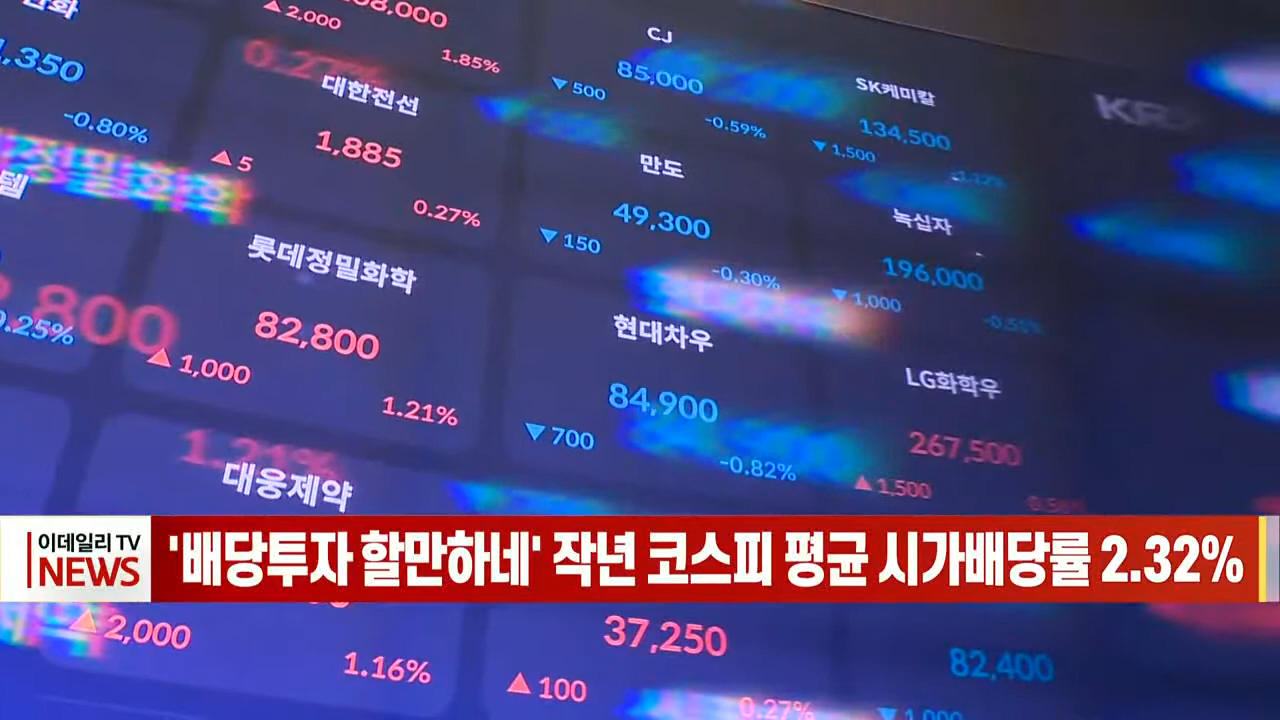 대한전선
1,885
▲ 5
0.27%
롯데정밀화학
82,800
▲ 1,000
1.21%
대웅제약
▲ 2,000
1.85%
-0.80%
CJ
85,000
▼ 500
-0.59%
만도
49,300
▼ 150
-0.30%
현대차우
84,900
▼ 700
-0.82%
SK케미칼
134,500
▼ 1,500
-1.12%
녹십자
196,000
▼ 1,000
LG화학우
267,500
▲ 1,500
이데일리 TV
NEWS
'배당투자 할만하네' 작년 코스피 평균 시가배당률 2.32%
▲ 2,000
1.16%
37,250
▲ 100
0.27%
82,400
▼ 1,000